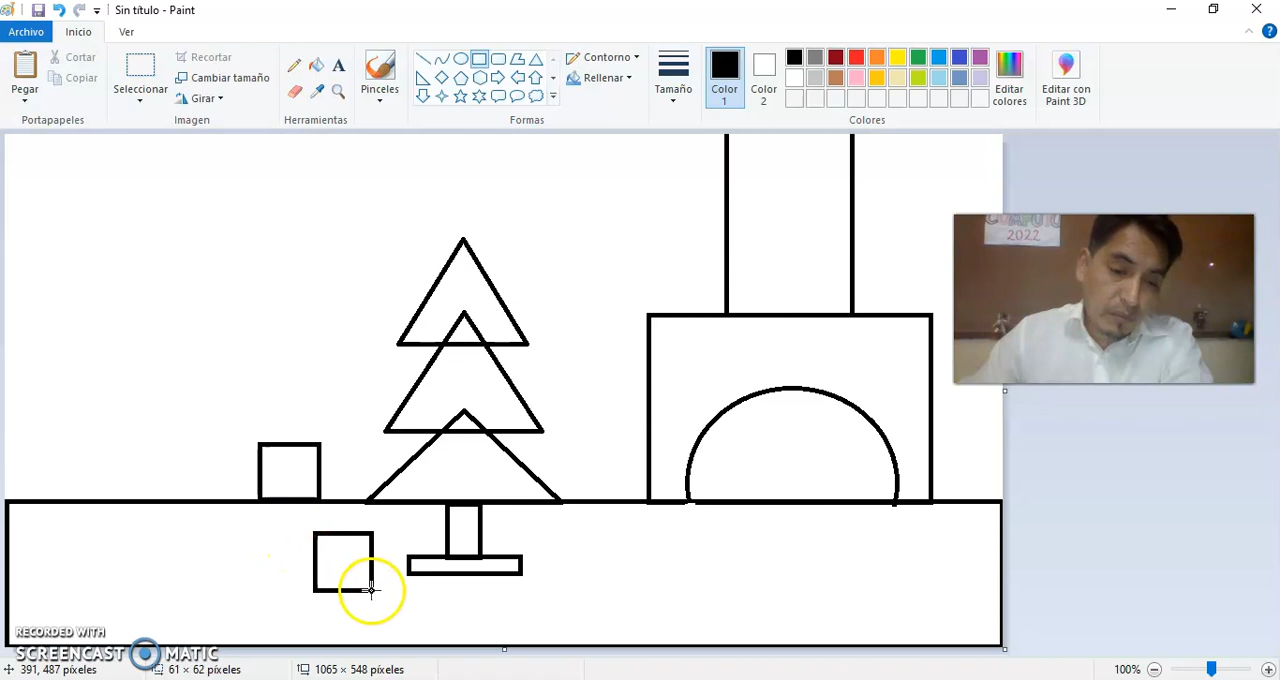 Sin título - Paint
Archivo Inicio Ver
Pegar
Cortar
Copiar
Portapapeles
Seleccionar
Recortar
Cambiar tamaño
Girar
Imagen
A
Herramientas
Pinceles
Contorno
Rellenar
Formas
Tamaño
Color
1
Color
2
Editar
colores
Colores
Editar con
Paint 3D
COMPUTO
2022
RECORDED WITH
SCREENCAST MATIC
391, 487 píxeles
61 × 62 píxeles
1065 × 548 píxeles
100%